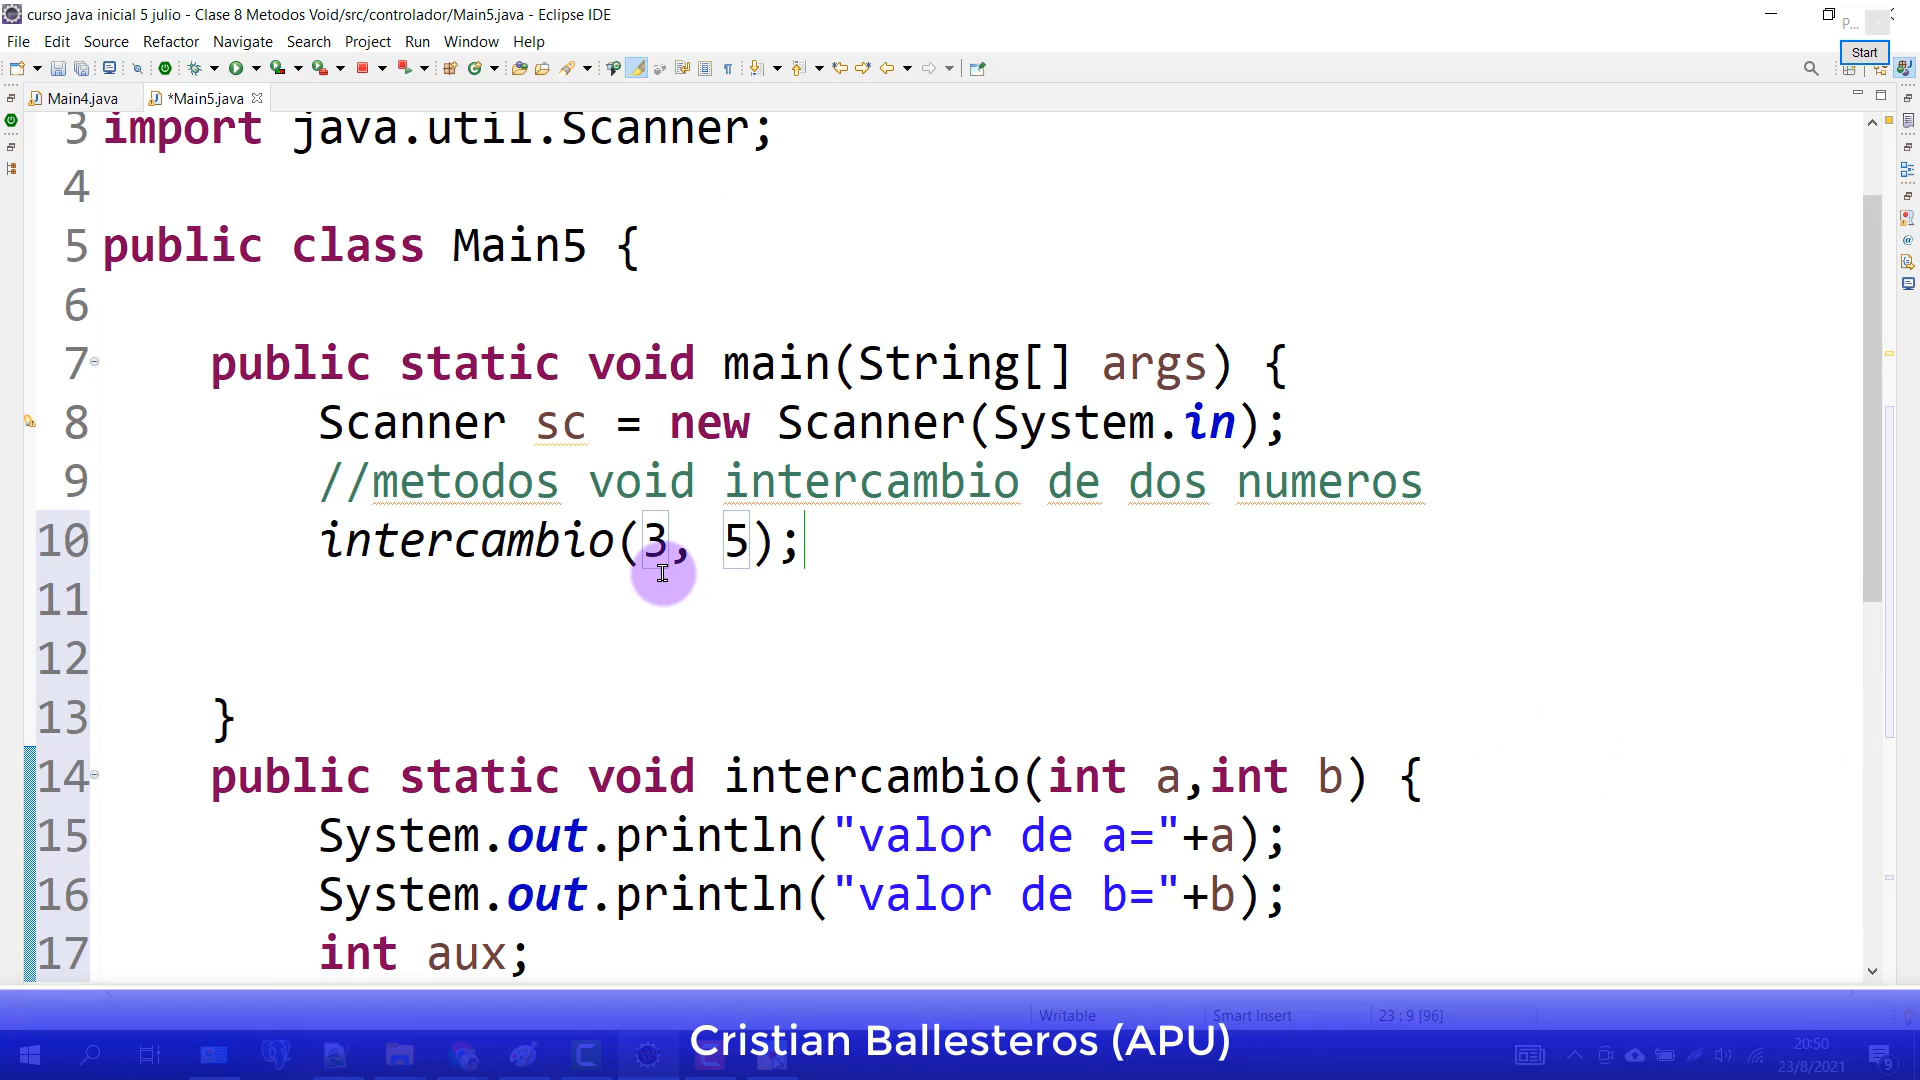 curso java inicial 5 julio - Clase 8 Metodos Void/src/controlador/Main5.java - Eclipse IDE
P...
File Edit Source Refactor Navigate Search Project Run Window Help
Start
Main4.java *Main5.java
3 import java.util.Scanner;
4
5 public class Main5 {
6
7 public static void main(String[] args) {
8 Scanner sc = new Scanner(System.in);
9 //metodos void intercambio de dos numeros
10 intercambio(3, 5);
11
12
13 }
14 public static void intercambio(int a,int b) {
15 System.out.println("valor de a="+a);
16 System.out.println("valor de b="+b);
17 int aux;
Writable Smart Insert 23 : 9 [96]
Cristian Ballesteros (APU)
20:50
23/8/2021
9